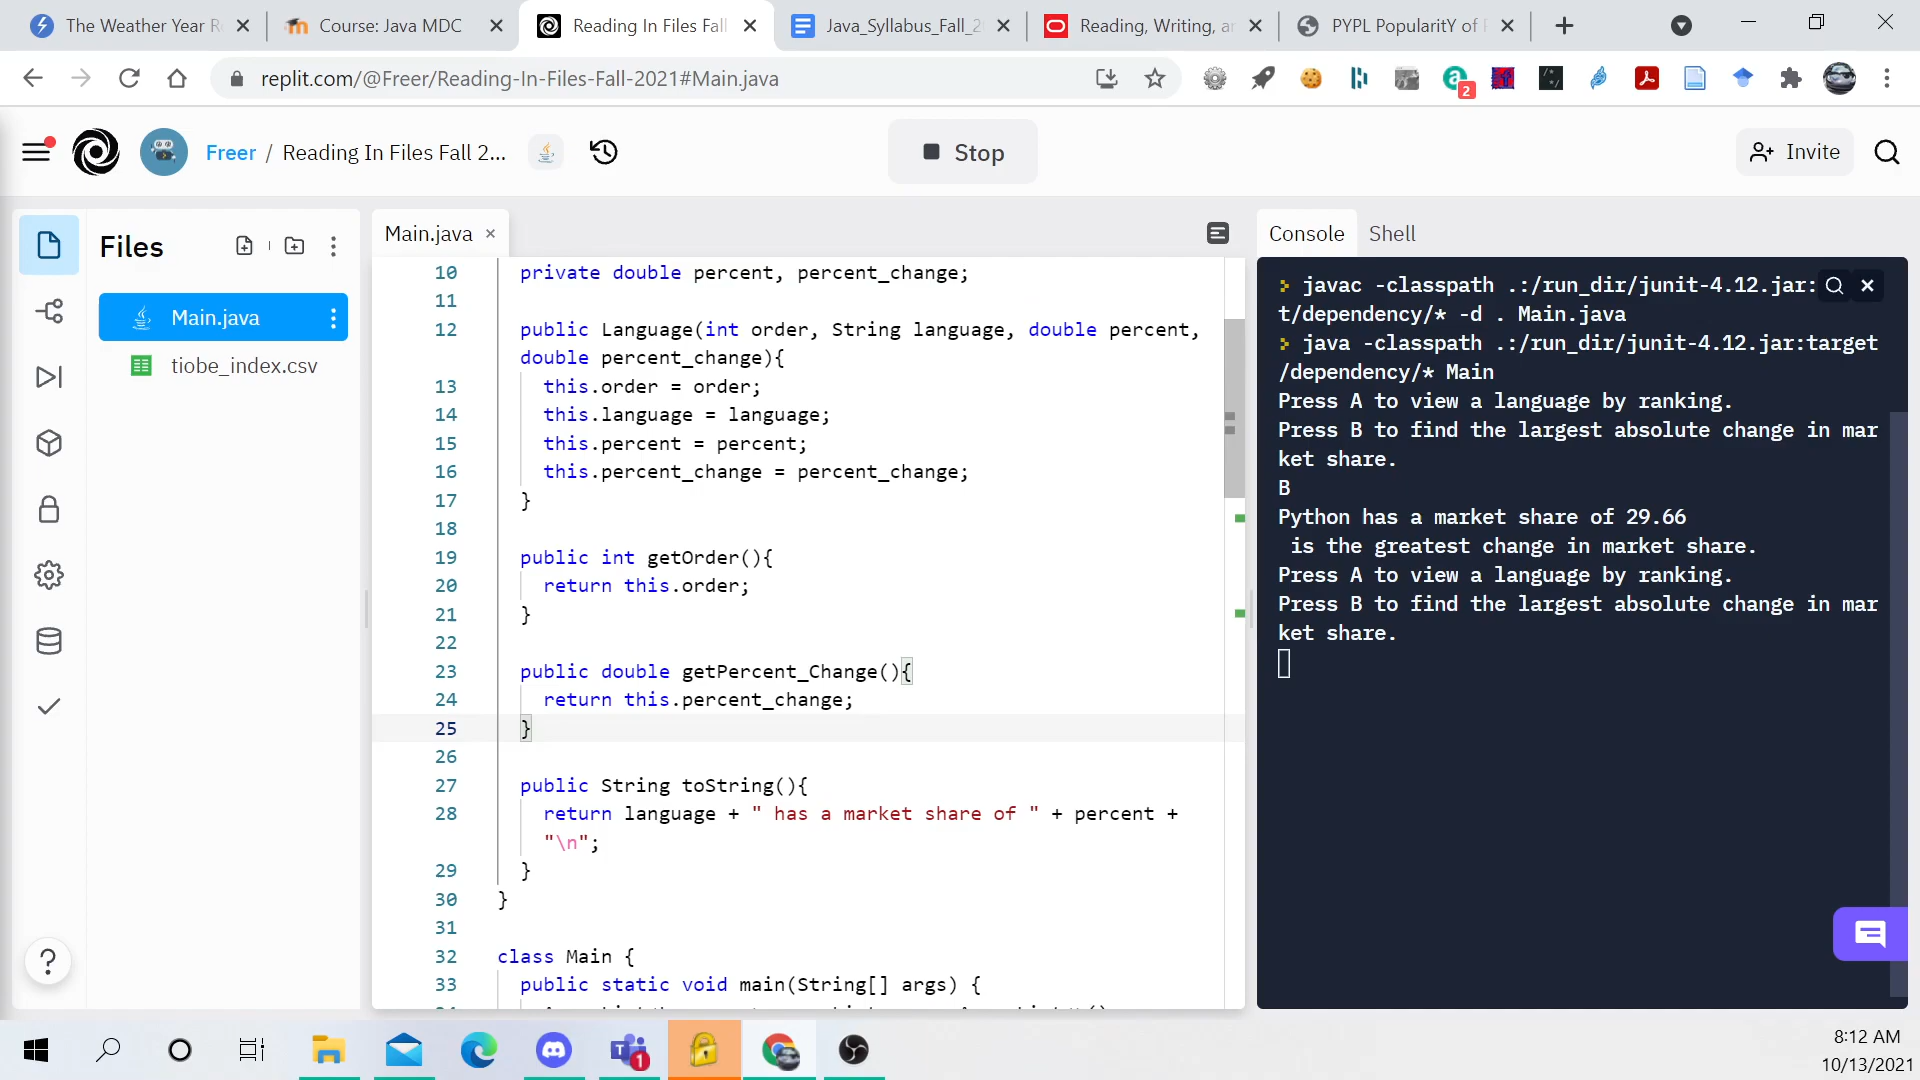 The Weather Year R
Course: Java MDC
Reading In Files Fall
Java_Syllabus_Fall_2
Reading, Writing, a
PYPL PopularitY of
replit.com/@Freer/Reading-In-Files-Fall-2021#Main.java
2
Freer / Reading In Files Fall 2...
Stop
Invite
Files
Main.java
tiobe_index.csv
Main.java
10 private double percent, percent_change;
11
12 public Language(int order, String language, double percent,
double percent_change){
13 this.order = order;
14 this.language = language;
15 this.percent = percent;
16 this.percent_change = percent_change;
17 }
18
19 public int getOrder(){
20 return this.order;
21 }
22
23 public double getPercent_Change(){
24 return this.percent_change;
25 }
26
27 public String toString(){
28 return language + " has a market share of " + percent +
"\n";
29 }
30 }
31
32 class Main {
33 public static void main(String[] args) {
Console
Shell
javac -classpath .:/run_dir/junit-4.12.jar:
t/dependency/* -d . Main.java
java -classpath .:/run_dir/junit-4.12.jar:target
/dependency/* Main
Press A to view a language by ranking.
Press B to find the largest absolute change in mar
ket share.
B
Python has a market share of 29.66
is the greatest change in market share.
Press A to view a language by ranking.
Press B to find the largest absolute change in mar
ket share.
1
8:12 AM
10/13/2021